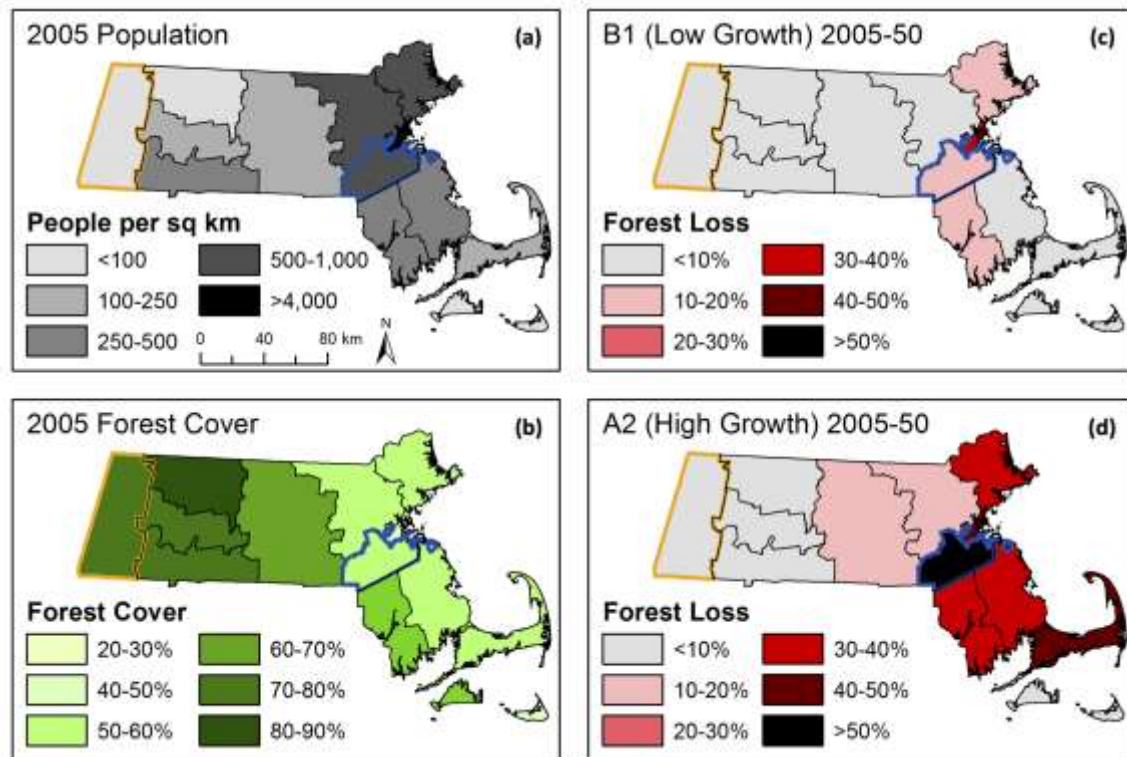 2005 Population (a)
People per sq km
<100 500-1,000
100-250 >4,000
250-500 0 40 80 km N
B1 (Low Growth) 2005-50 (c)
Forest Loss
<10% 30-40%
10-20% 40-50%
20-30% >50%
2005 Forest Cover (b)
Forest Cover
20-30% 60-70%
40-50% 70-80%
50-60% 80-90%
A2 (High Growth) 2005-50 (d)
Forest Loss
<10% 30-40%
10-20% 40-50%
20-30% >50%